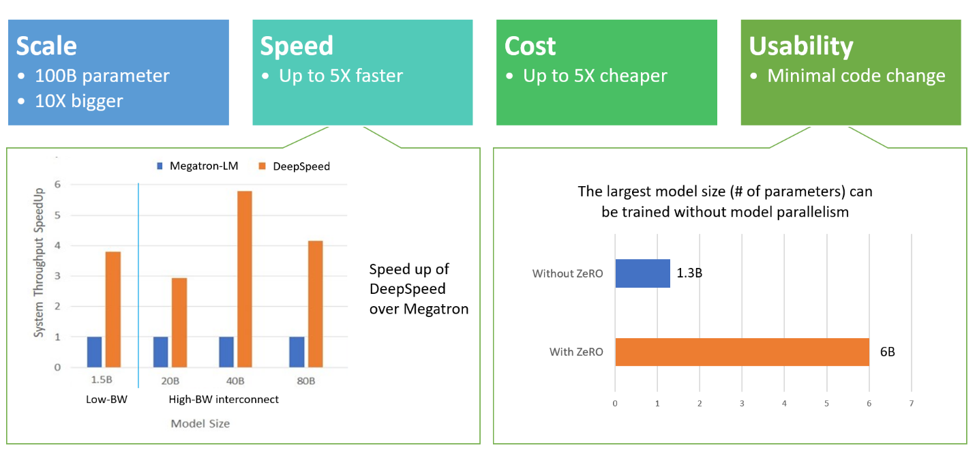 Scale
• 100B parameter
• 10X bigger
Speed
• Up to 5X faster
Cost
• Up to 5X cheaper
Usability
• Minimal code change
Megatron-LM
DeepSpeed
System Throughput SpeedUp
6
5
4
3
2
1
0
1.5B
20B
40B
80B
Low-BW
High-BW interconnect
Model Size
Speed up of
DeepSpeed
over Megatron
The largest model size (# of parameters) can
be trained without model parallelism
Without ZeRO
1.3B
With ZeRO
6B
0 1 2 3 4 5 6 7